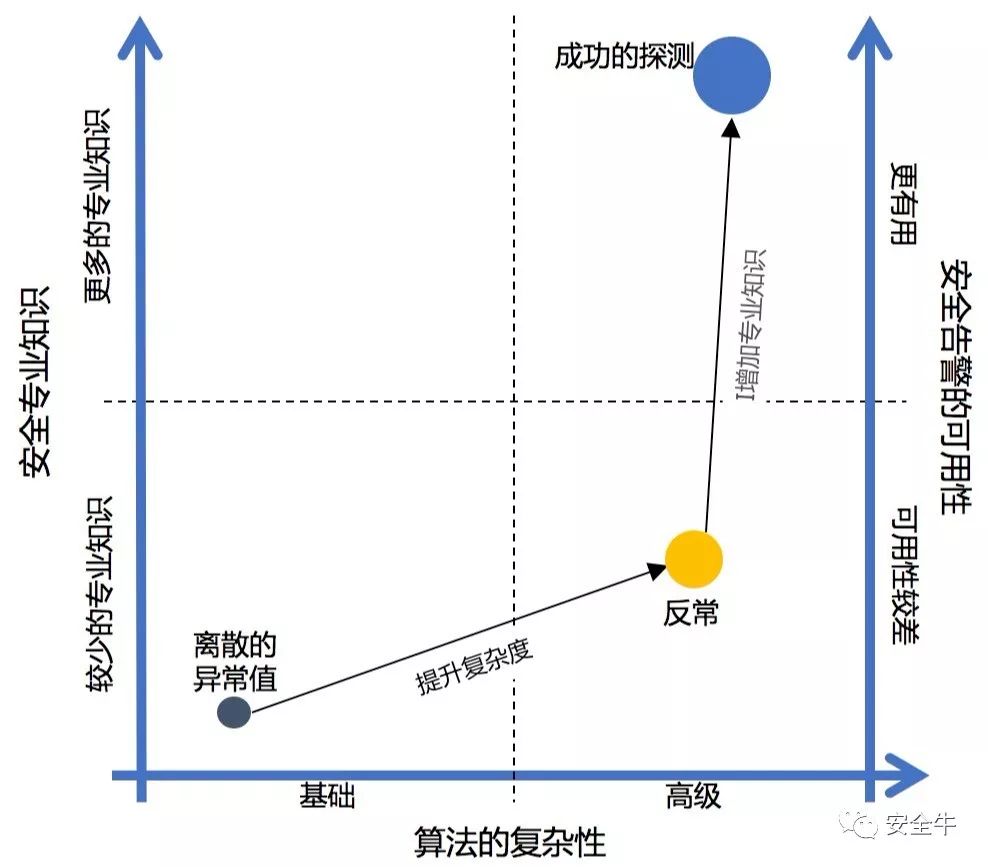 成功的探测
更多的专业知识
更有用
安全专业知识
I增加专业知识
安全告警的可用性
较少的专业知识
可用性较差
反常
离散的
异常值
提升复杂度
基础
高级
算法的复杂性
安全牛